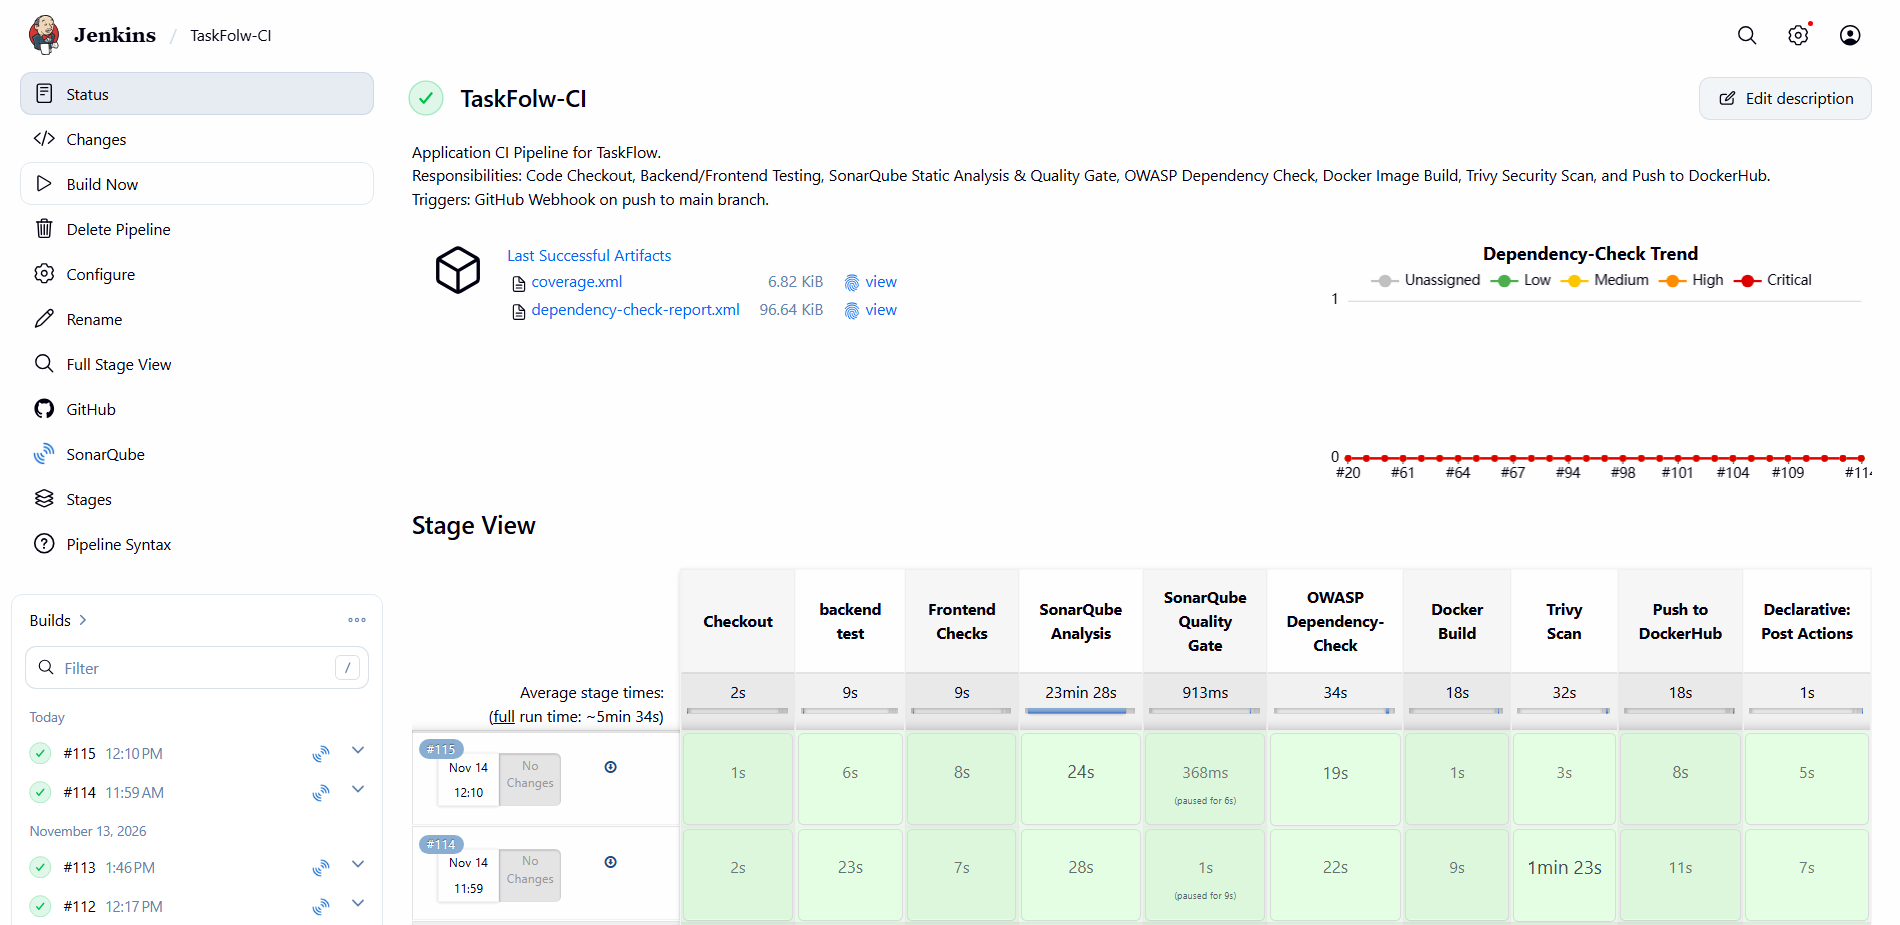 Jenkins / TaskFolw-CI
Status
Changes
Build Now
Delete Pipeline
Configure
Rename
Full Stage View
GitHub
SonarQube
Stages
Pipeline Syntax
Builds
Filter /
Today
#115 12:10 PM
#114 11:59 AM
November 13, 2026
#113 1:46 PM
#112 12:17 PM
TaskFolw-CI
Edit description
Application CI Pipeline for TaskFlow.
Responsibilities: Code Checkout, Backend/Frontend Testing, SonarQube Static Analysis & Quality Gate, OWASP Dependency Check, Docker Image Build, Trivy Security Scan, and Push to DockerHub.
Triggers: GitHub Webhook on push to main branch.
Last Successful Artifacts
coverage.xml 6.82 KiB view
dependency-check-report.xml 96.64 KiB view
Dependency-Check Trend
Unassigned Low Medium High Critical
1
0
#20 #61 #64 #67 #94 #98 #101 #104 #109 #114
Stage View
Checkout
backend test
Frontend Checks
SonarQube Analysis
SonarQube Quality Gate
OWASP Dependency-Check
Docker Build
Trivy Scan
Push to DockerHub
Declarative: Post Actions
Average stage times:
(full run time: ~5min 34s)
2s 9s 9s 23min 28s 913ms 34s 18s 32s 18s 1s
#115
Nov 14
12:10
No Changes
1s 6s 8s 24s 368ms 19s 1s 3s 8s 5s
(paused for 6s)
#114
Nov 14
11:59
No Changes
2s 23s 7s 28s 1s 22s 9s 1min 23s 11s 7s
(paused for 9s)